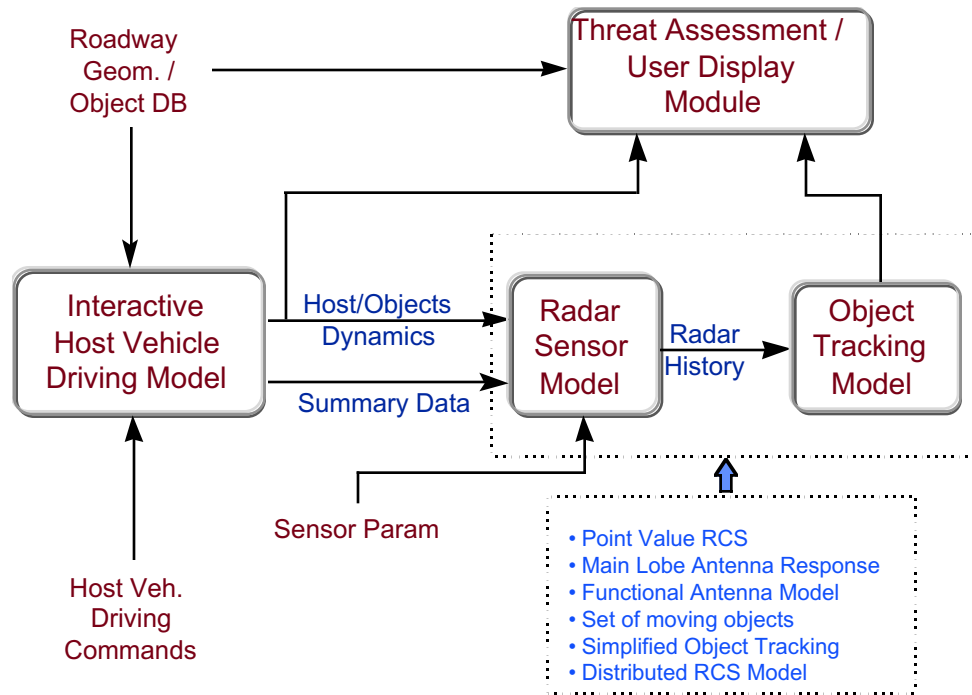 Roadway
Geom. /
Object DB
Threat Assessment /
User Display
Module
Interactive
Host Vehicle
Driving Model
Host/Objects
Dynamics
Summary Data
Radar
Sensor
Model
Radar
History
Object
Tracking
Model
Sensor Param
Host Veh.
Driving
Commands
• Point Value RCS
• Main Lobe Antenna Response
• Functional Antenna Model
• Set of moving objects
• Simplified Object Tracking
• Distributed RCS Model